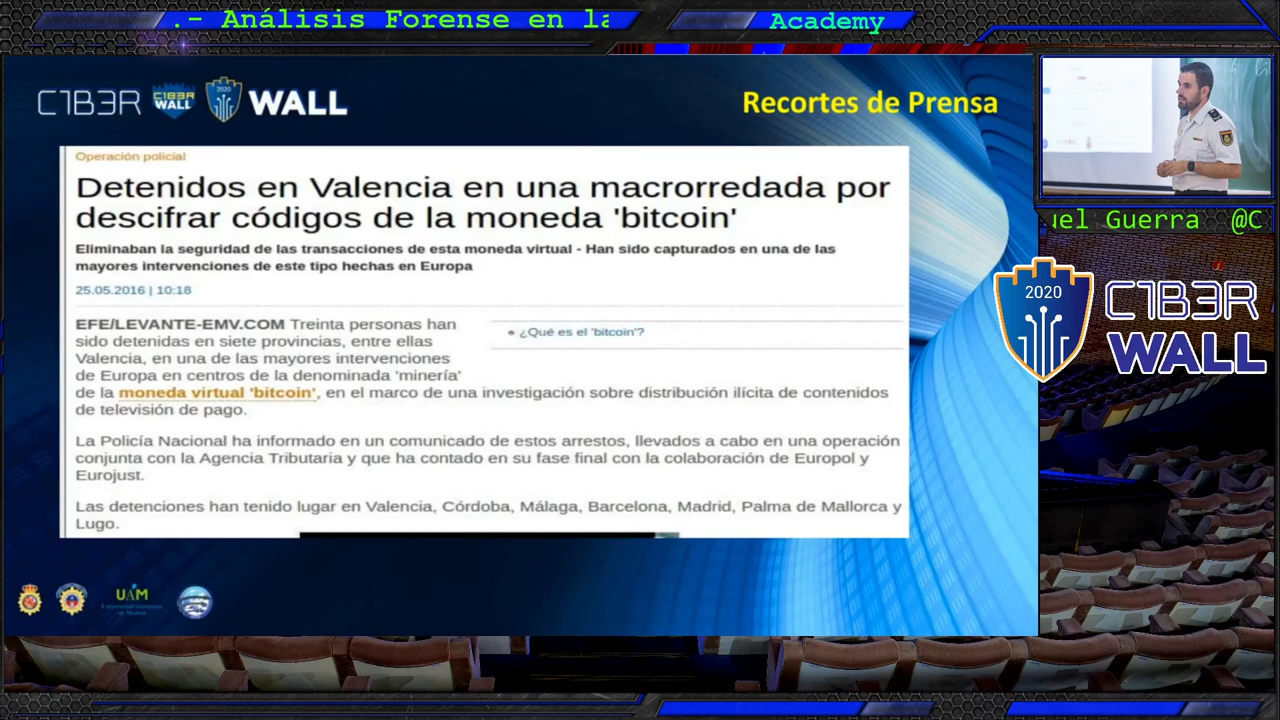 .- Análisis Forense en la
Academy
C1B3R
C1B3R
WALL
2020
WALL
Recortes de Prensa
Operación policial
Detenidos en Valencia en una macrorredada por
descifrar códigos de la moneda 'bitcoin'
Eliminaban la seguridad de las transacciones de esta moneda virtual - Han sido capturados en una de las
mayores intervenciones de este tipo hechas en Europa
25.05.2016 | 10:18
EFE/LEVANTE-EMV.COM Treinta personas han
sido detenidas en siete provincias, entre ellas
Valencia, en una de las mayores intervenciones
de Europa en centros de la denominada 'minería'
de la moneda virtual 'bitcoin', en el marco de una investigación sobre distribución ilícita de contenidos
de televisión de pago.
¿Qué es el 'bitcoin'?
La Policía Nacional ha informado en un comunicado de estos arrestos, llevados a cabo en una operación
conjunta con la Agencia Tributaria y que ha contado en su fase final con la colaboración de Europol y
Eurojust.
Las detenciones han tenido lugar en Valencia, Córdoba, Málaga, Barcelona, Madrid, Palma de Mallorca y
Lugo.
uel Guerra @C
2020
C1B3R
WALL
UAM